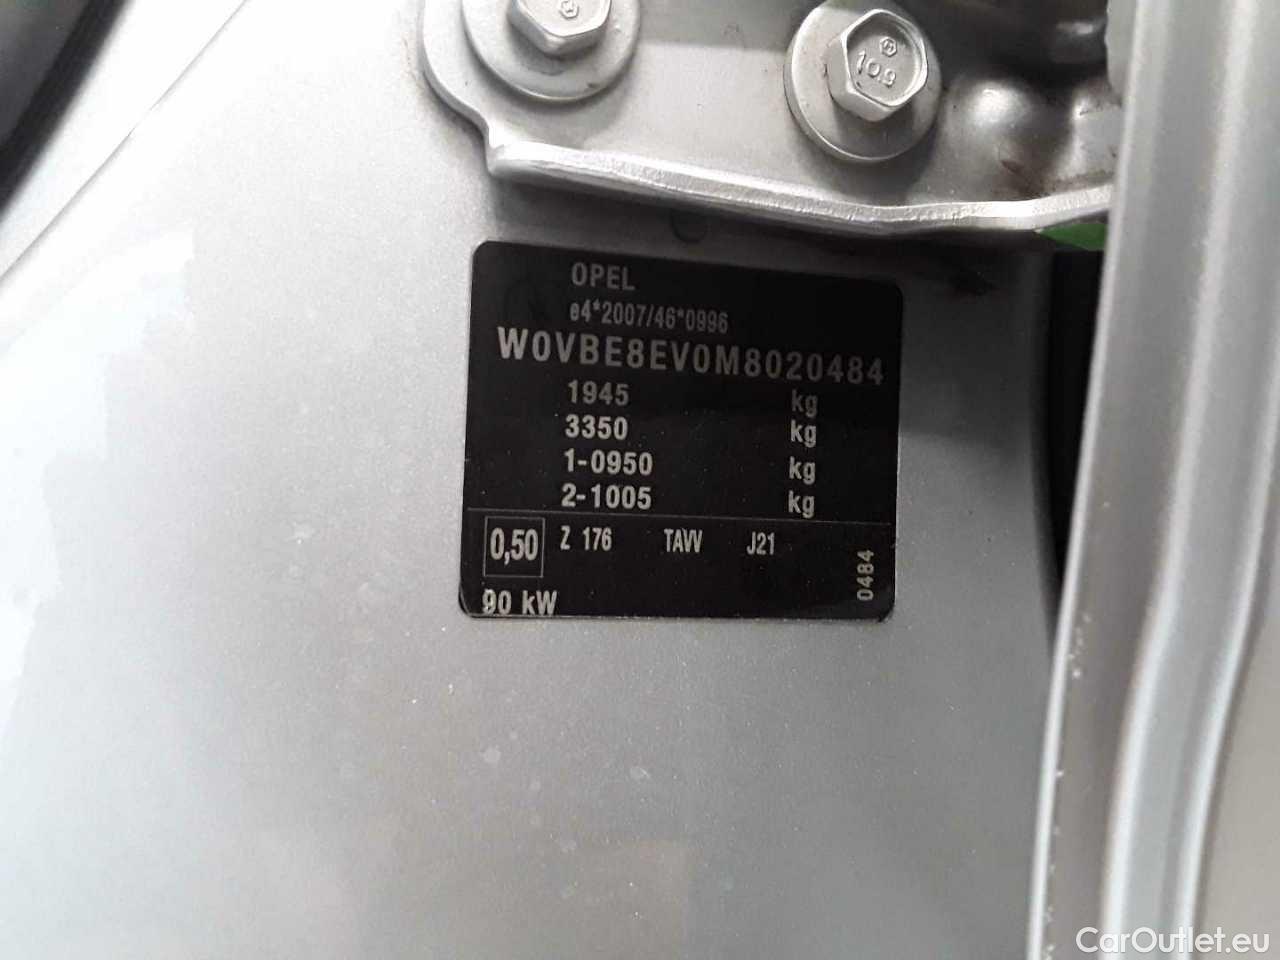 10.9
OPEL
e4*2007/46*0996
W0VBE8EV0M8020484
1945 kg
3350 kg
1-0950 kg
2-1005 kg
0,50 Z 176 TAVV J21
0484
90 kW
CarOutlet.eu